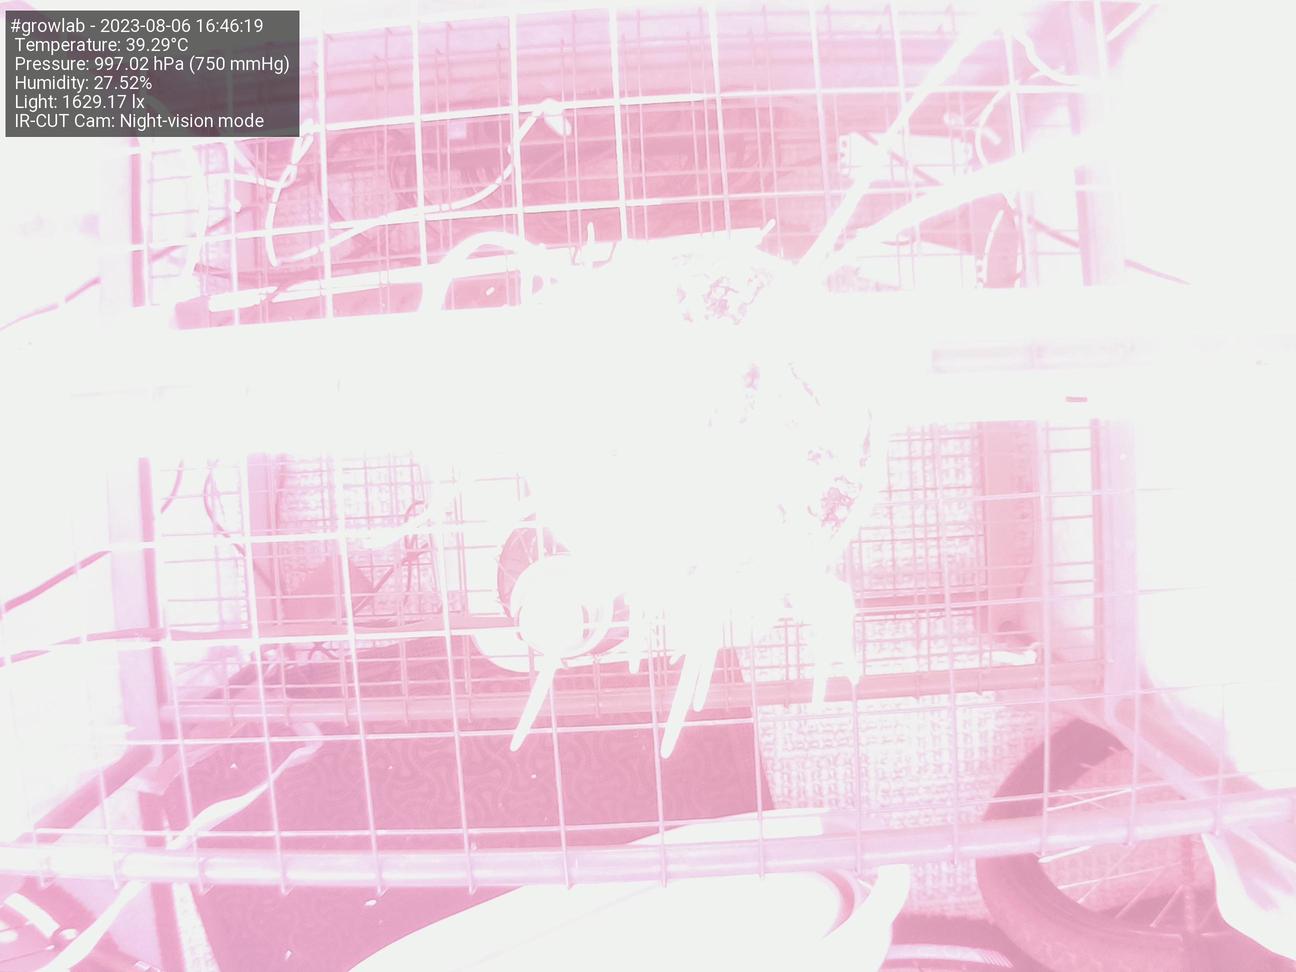 #growlab - 2023-08-06 16:46:19
Temperature: 39.29°C
Pressure: 997.02 hPa (750 mmHg)
Humidity: 27.52%
Light: 1629.17 lx
IR-CUT Cam: Night-vision mode